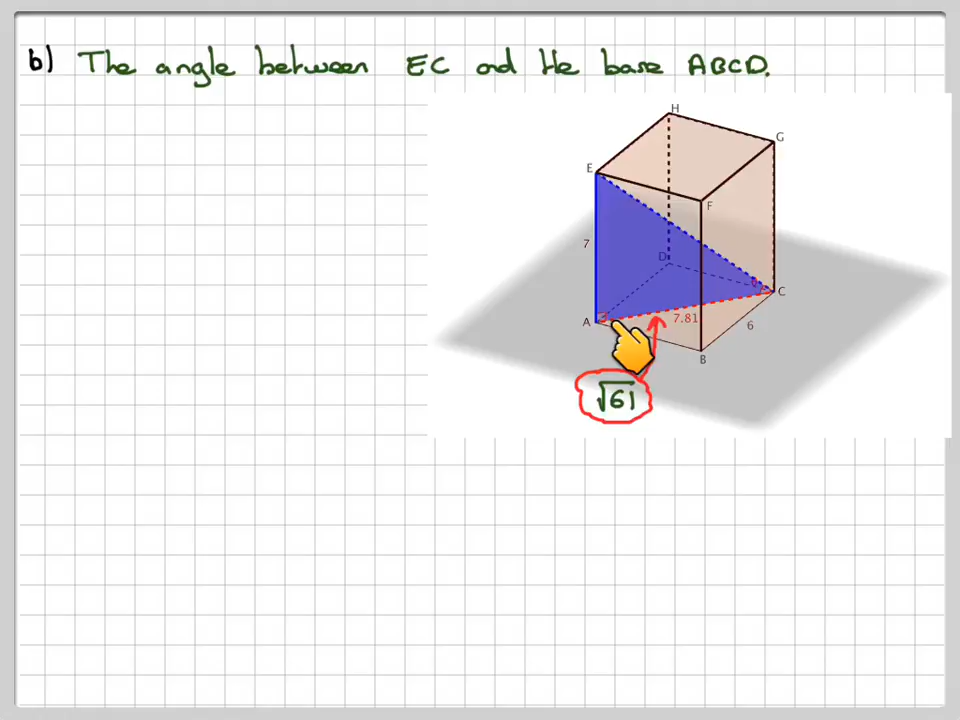 b) The angle between EC and the base ABCD.
H
G
E
F
7
D
C
A
7.81
6
B
√61